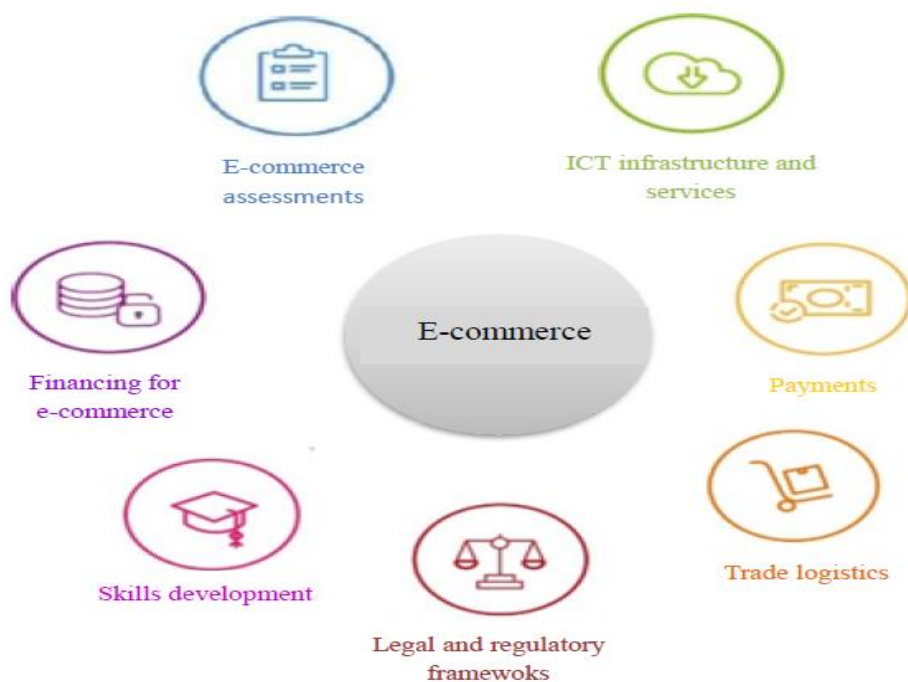 E-commerce
assessments
ICT infrastructure and
services
Financing for
e-commerce
E-commerce
Payments
Skills development
Trade logistics
Legal and regulatory
framewoks